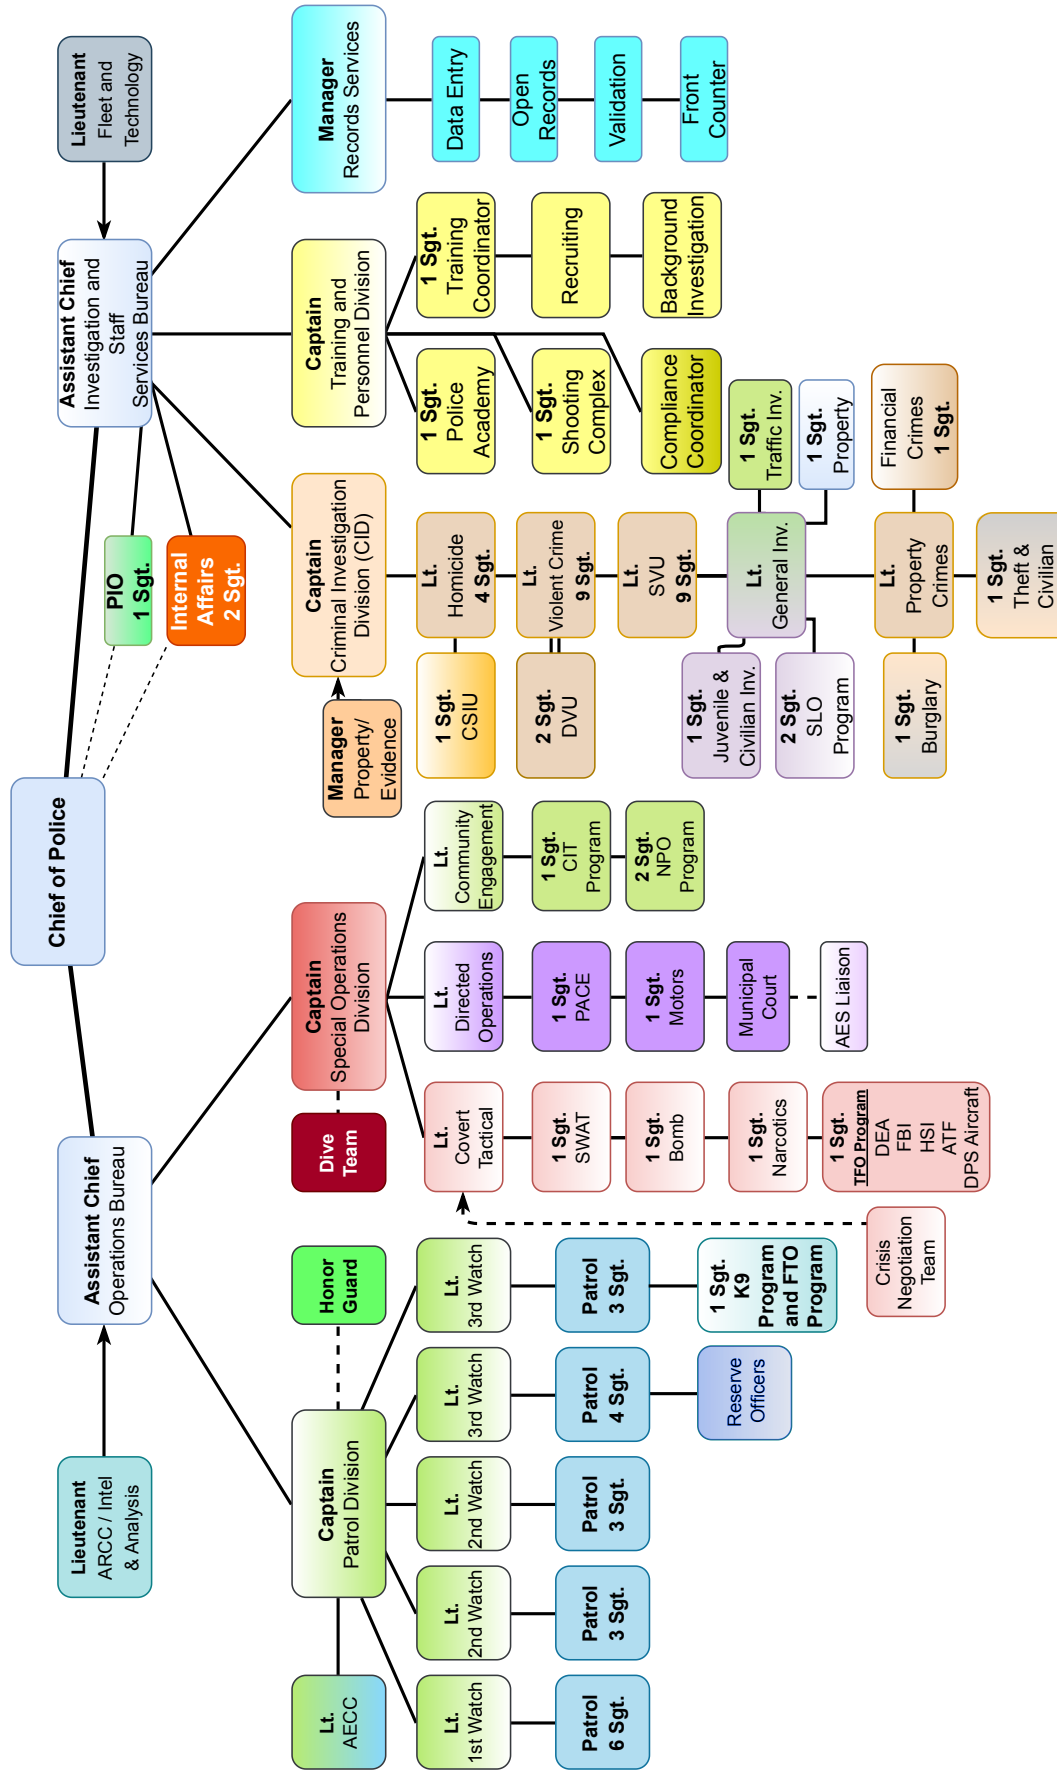 Chief of Police
Lieutenant
ARCC / Intel
& Analysis
Assistant Chief
Operations Bureau
Assistant Chief
Investigation and
Staff
Services Bureau
Lieutenant
Fleet and
Technology
PIO
1 Sgt.
Internal
Affairs
2 Sgt.
Lt.
AECC
Captain
Patrol Division
Honor
Guard
Dive
Team
Captain
Special Operations
Division
Manager
Property/
Evidence
Captain
Criminal Investigation
Division (CID)
Captain
Training and
Personnel Division
Manager
Records Services
Lt.
1st Watch
Lt.
2nd Watch
Lt.
2nd Watch
Lt.
3rd Watch
Lt.
3rd Watch
Patrol
6 Sgt.
Patrol
3 Sgt.
Patrol
3 Sgt.
Patrol
4 Sgt.
Patrol
3 Sgt.
Reserve
Officers
1 Sgt.
K9
Program
and FTO
Program
Lt.
Covert
Tactical
1 Sgt.
SWAT
1 Sgt.
Bomb
1 Sgt.
Narcotics
1 Sgt.
TFO Program
DEA
FBI
HSI
ATF
DPS Aircraft
Crisis
Negotiation
Team
Lt.
Directed
Operations
1 Sgt.
PACE
1 Sgt.
Motors
Municipal
Court
AES Liaison
Lt.
Community
Engagement
1 Sgt.
CIT
Program
2 Sgt.
NPO
Program
1 Sgt.
CSIU
Lt.
Homicide
4 Sgt.
2 Sgt.
DVU
Lt.
Violent Crime
9 Sgt.
Lt.
SVU
9 Sgt.
1 Sgt.
Juvenile &
Civilian Inv.
2 Sgt.
SLO
Program
Lt.
General Inv.
1 Sgt.
Traffic Inv.
1 Sgt.
Property
1 Sgt.
Burglary
Lt.
Property
Crimes
Financial
Crimes
1 Sgt.
1 Sgt.
Theft &
Civilian
1 Sgt.
Police
Academy
1 Sgt.
Shooting
Complex
Compliance
Coordinator
1 Sgt.
Training
Coordinator
Recruiting
Background
Investigation
Data Entry
Open
Records
Validation
Front
Counter